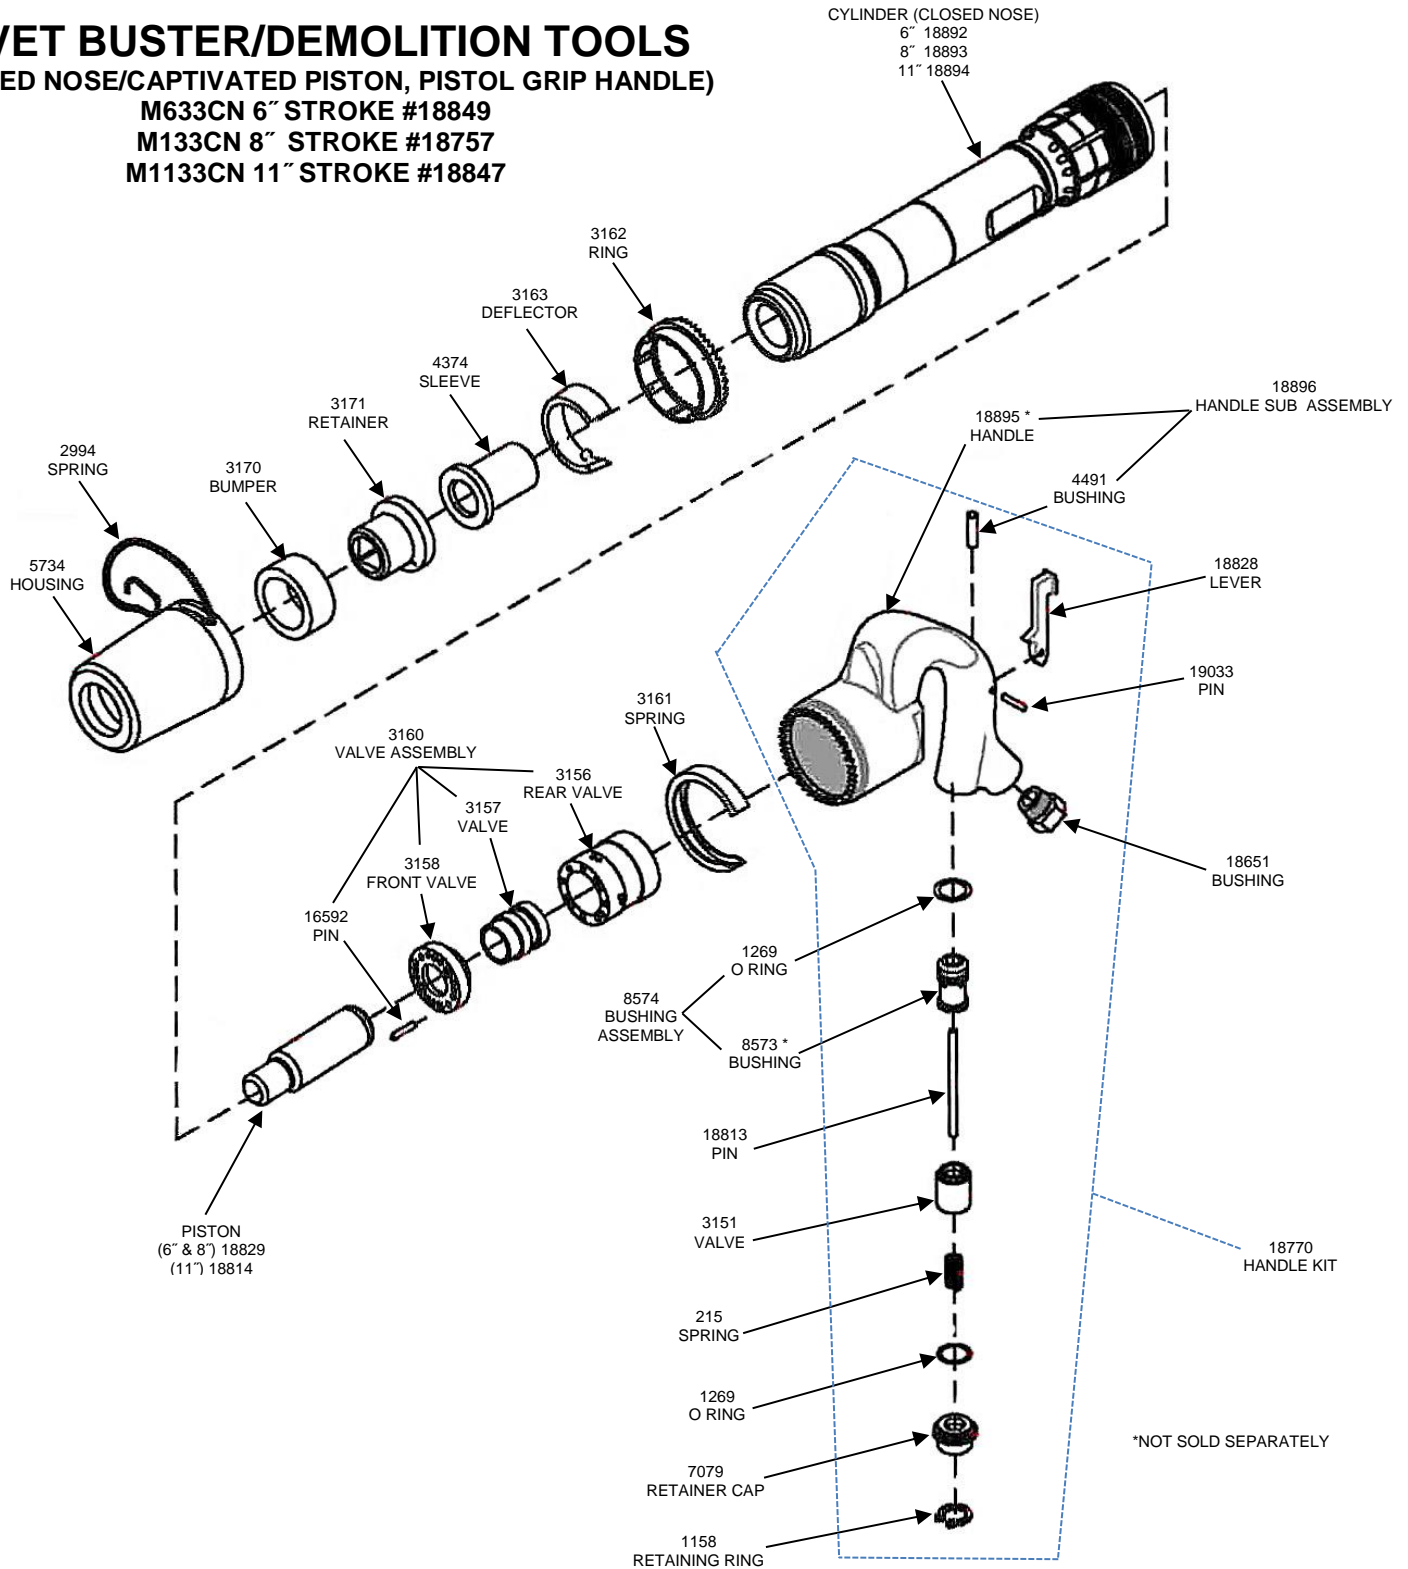 VET BUSTER/DEMOLITION TOOLS
ED NOSE/CAPTIVATED PISTON, PISTOL GRIP HANDLE)
M633CN 6″ STROKE #18849
M133CN 8″ STROKE #18757
M1133CN 11″ STROKE #18847
CYLINDER (CLOSED NOSE)
6″ 18892
8″ 18893
11″ 18894
3162
RING
3163
DEFLECTOR
4374
SLEEVE
3171
RETAINER
2994
SPRING
3170
BUMPER
5734
HOUSING
18896
HANDLE SUB ASSEMBLY
18895 *
HANDLE
4491
BUSHING
18828
LEVER
19033
PIN
3161
SPRING
3160
VALVE ASSEMBLY
3156
REAR VALVE
3157
VALVE
3158
FRONT VALVE
16592
PIN
18651
BUSHING
1269
O RING
8574
BUSHING
ASSEMBLY
8573 *
BUSHING
18813
PIN
3151
VALVE
PISTON
(6″ & 8″) 18829
(11″) 18814
18770
HANDLE KIT
215
SPRING
1269
O RING
*NOT SOLD SEPARATELY
7079
RETAINER CAP
1158
RETAINING RING